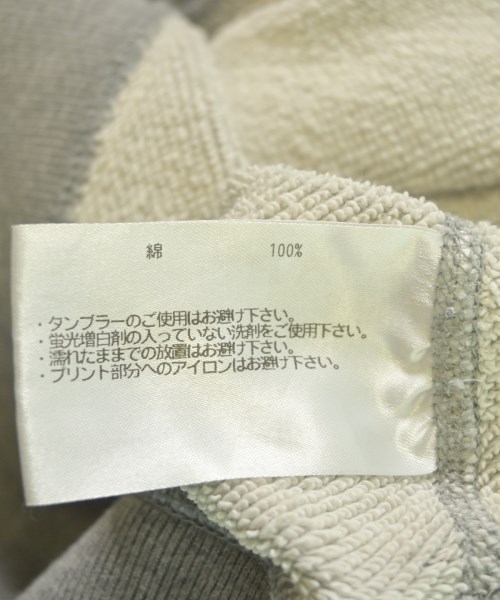 綿 100%
・タンブラーのご使用はお避け下さい。
・蛍光増白剤の入っていない洗剤をご使用下さい。
・濡れたままでの放置はお避け下さい。
・プリント部分へのアイロンはお避け下さい。